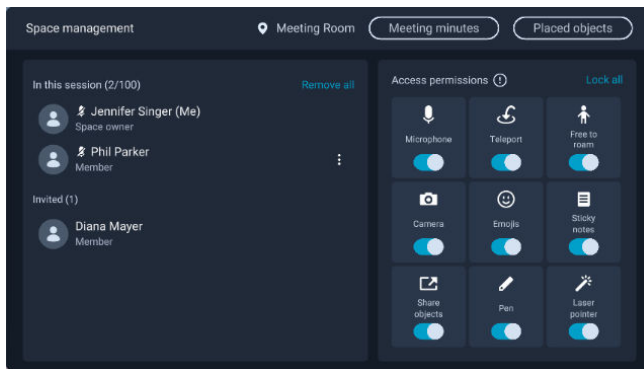 Space management
Meeting Room
Meeting minutes
Placed objects
In this session (2/100)
Remove all
Jennifer Singer (Me)
Space owner
Phil Parker
Member
Invited (1)
Diana Mayer
Member
Access permissions
Lock all
Microphone
Teleport
Free to
roam
Camera
Emojis
Sticky
notes
Share
objects
Pen
Laser
pointer